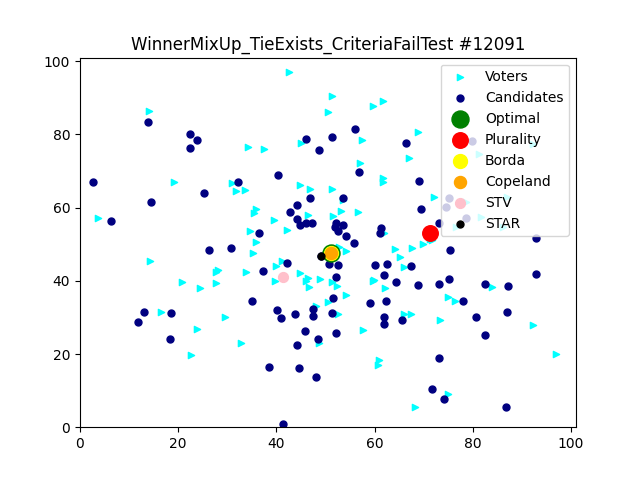 WinnerMixUp_TieExists_CriteriaFailTest #12091
100
80
60
40
20
0
0
20
40
60
80
100
Voters
Candidates
Optimal
Plurality
Borda
Copeland
STV
STAR